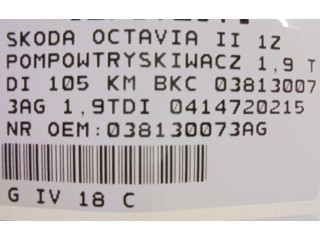 SKODA OCTAVIA II 1Z
POMPOWTRYSKIWACZ 1,9 T
DI 105 KM BKC 03813007
3AG 1,9TDI 0414720215
NR OEM:038130073AG
G IV 18 C